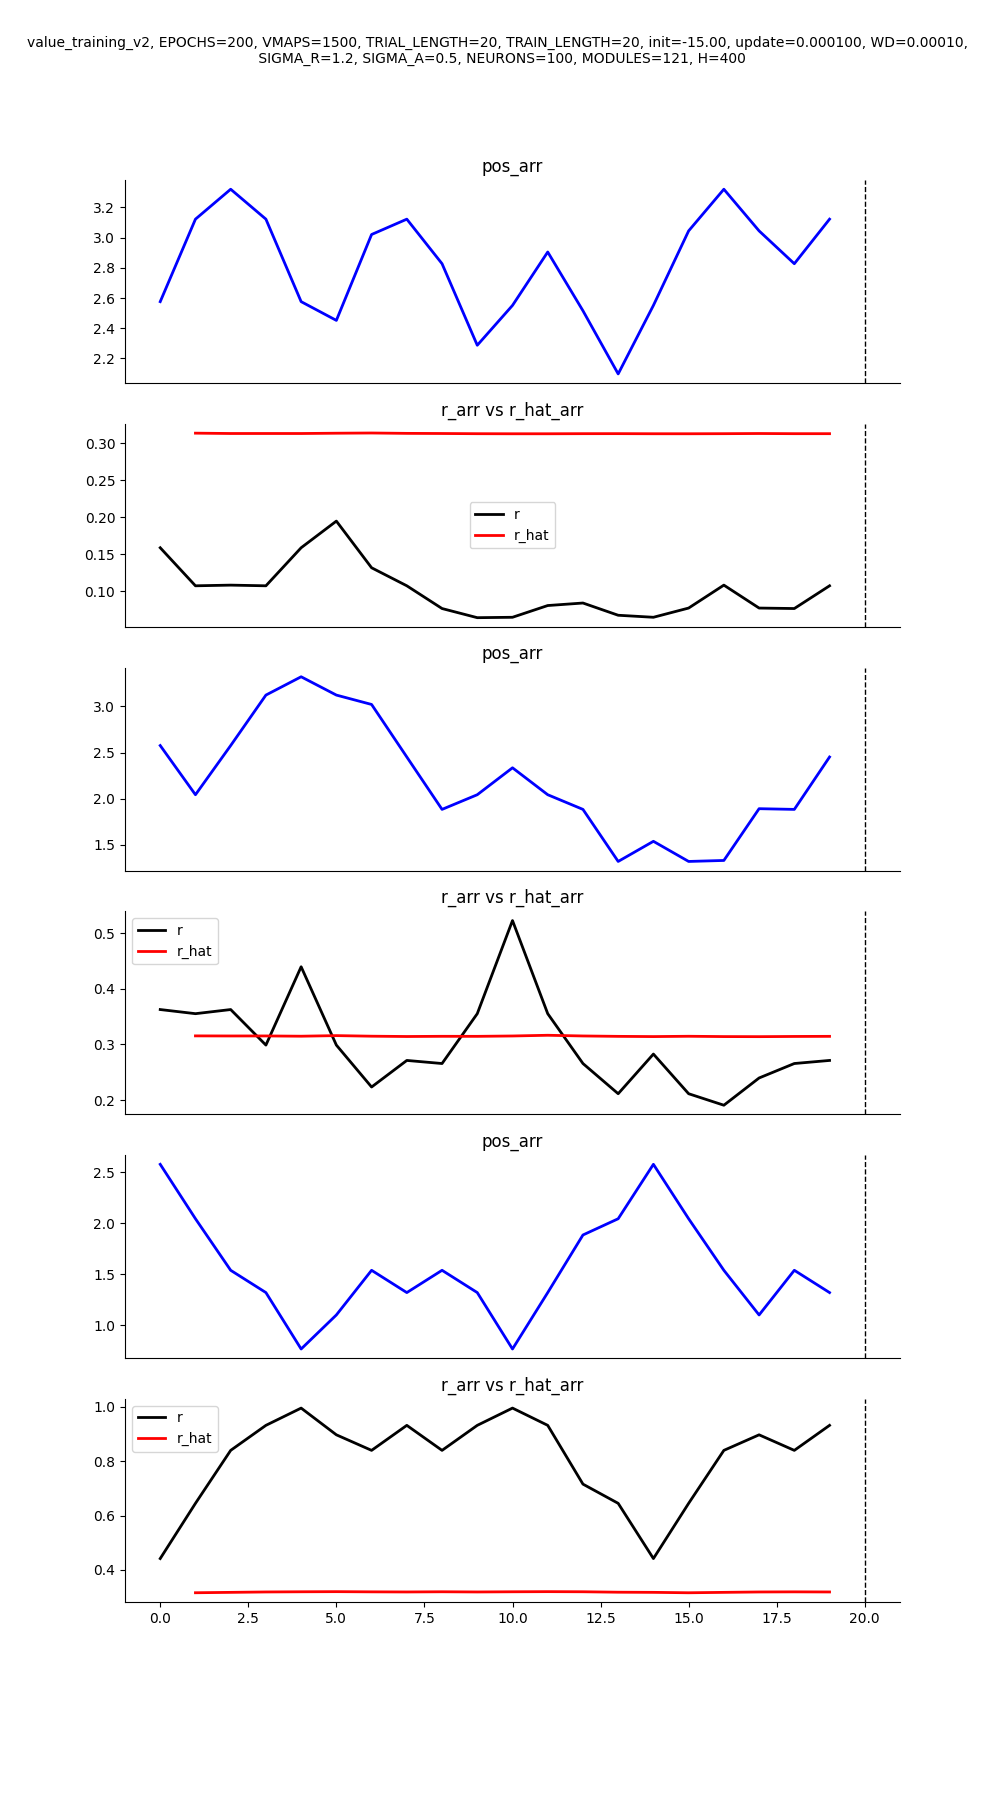 value_training_v2, EPOCHS=200, VMAPS=1500, TRIAL_LENGTH=20, TRAIN_LENGTH=20, init=-15.00, update=0.000100, WD=0.00010,
SIGMA_R=1.2, SIGMA_A=0.5, NEURONS=100, MODULES=121, H=400
pos_arr
3.2
3.0
2.8
2.6
2.4
2.2
r_arr vs r_hat_arr
0.30
0.25
0.20
0.15
0.10
r
r_hat
pos_arr
3.0
2.5
2.0
1.5
r_arr vs r_hat_arr
0.5
0.4
0.3
0.2
r
r_hat
pos_arr
2.5
2.0
1.5
1.0
r_arr vs r_hat_arr
1.0
0.8
0.6
0.4
r
r_hat
0.0 2.5 5.0 7.5 10.0 12.5 15.0 17.5 20.0